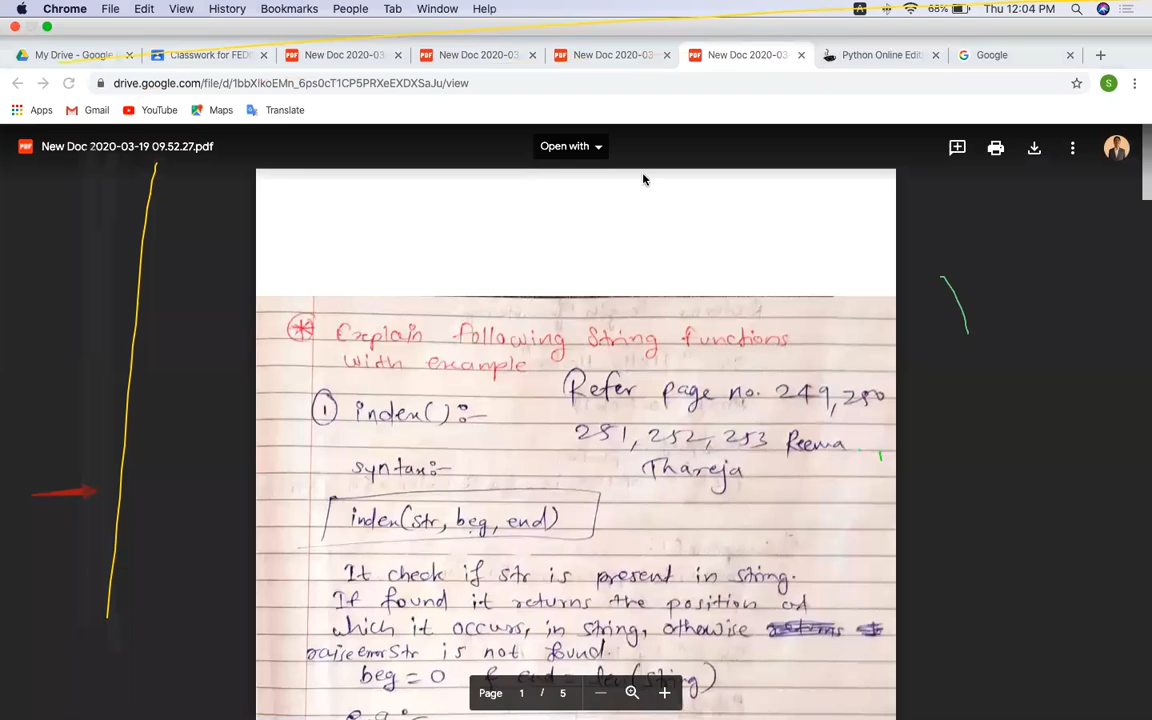 Chrome File Edit View History Bookmarks People Tab Window Help 68% Thu 12:04 PM
My Drive - Google Classwork for FED New Doc 2020-03- New Doc 2020-03- New Doc 2020-03- New Doc 2020-03- Python Online Edit Google
drive.google.com/file/d/1bbXlkoEMn_6ps0cT1CP5PRXeEXDXSaJu/view S
Apps Gmail YouTube Maps Translate
New Doc 2020-03-19 09.52.27.pdf Open with
Explain following String functions
with example
Refer page no. 249, 250
① index() :-
251, 252, 253 Reema
syntax:-
Thareja
index(str, beg, end)
It check if str is present in string.
If found it returns the position at
which it occurs, in string, otherwise
raise error str is not found.
beg = 0 & end = len(string)
e.g:-
Page 1 / 5